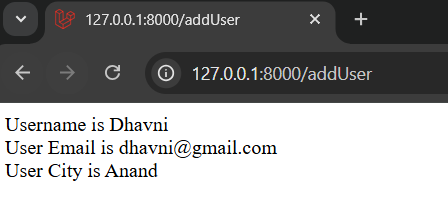 127.0.0.1:8000/addUser
127.0.0.1:8000/addUser
Username is Dhavni
User Email is dhavni@gmail.com
User City is Anand